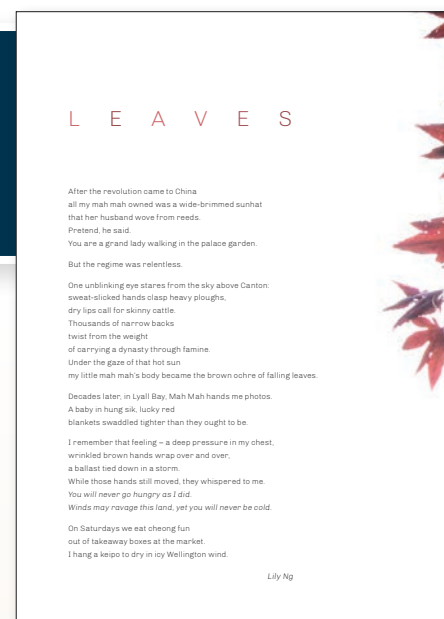 LEAVES
After the revolution came to China
all my mah mah owned was a wide-brimmed sunhat
that her husband wove from reeds.
Pretend, he said.
You are a grand lady walking in the palace garden.
But the regime was relentless.
One unblinking eye stares from the sky above Canton:
sweat-slicked hands clasp heavy ploughs,
dry lips call for skinny cattle.
Thousands of narrow backs
twist from the weight
of carrying a dynasty through famine.
Under the gaze of that hot sun
my little mah mah's body became the brown ochre of falling leaves.
Decades later, in Lyall Bay, Mah Mah hands me photos.
A baby in hung sik, lucky red
blankets swaddled tighter than they ought to be.
I remember that feeling – a deep pressure in my chest,
wrinkled brown hands wrap over and over,
a ballast tied down in a storm.
While those hands still moved, they whispered to me.
You will never go hungry as I did.
Winds may ravage this land, yet you will never be cold.
On Saturdays we eat cheong fun
out of takeaway boxes at the market.
I hang a keipo to dry in icy Wellington wind.
Lily Ng